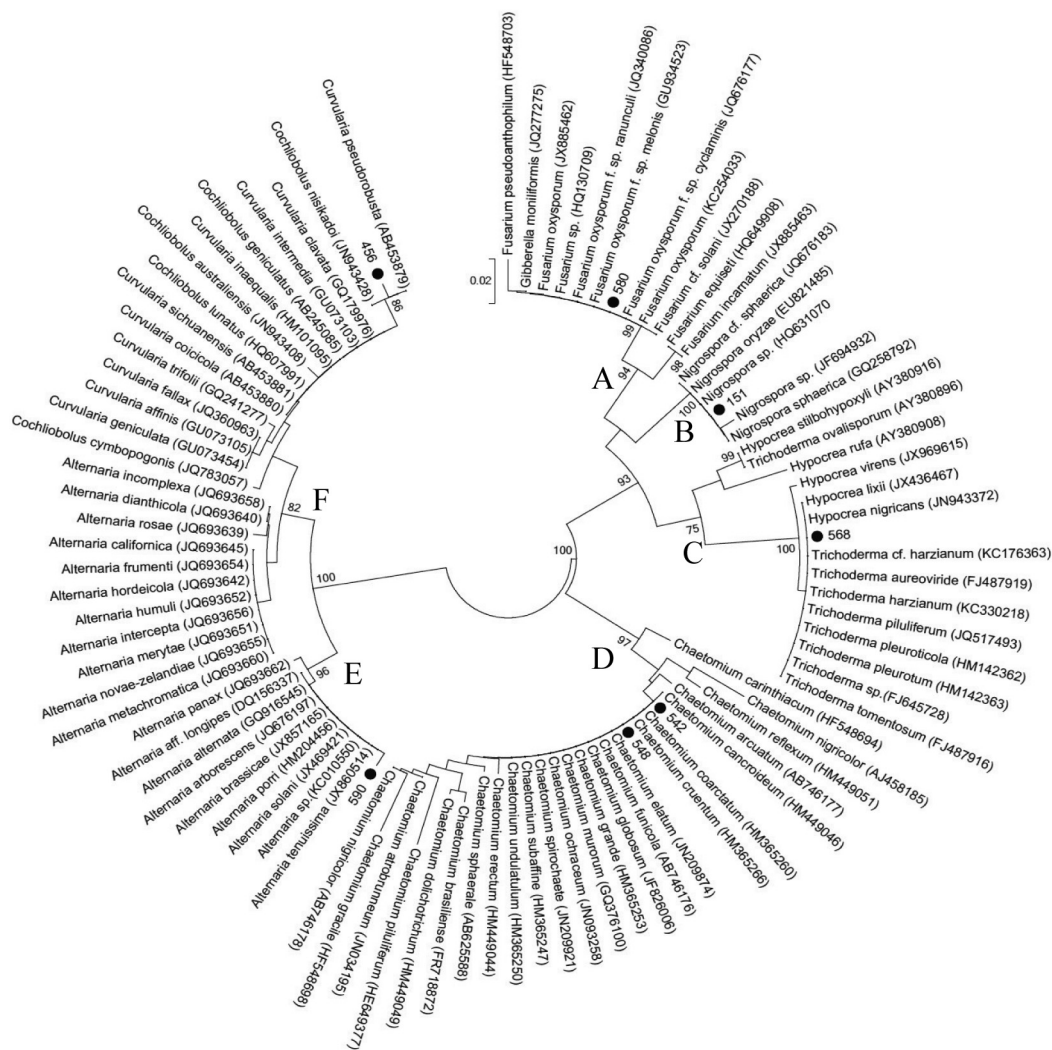 Fusarium pseudoanthophilum (HF548703)
Gibberella moniliformis (JQ277275)
Fusarium oxysporum (JX885462)
Fusarium sp. (HQ130709)
Fusarium oxysporum f. sp. ranunculi (JQ340086)
Fusarium oxysporum f. sp. melonis (GU934523)
580
Fusarium oxysporum f. sp. cyclaminis (JQ676177)
Fusarium oxysporum (KC254033)
Fusarium cf. solani (JX270188)
Fusarium equiseti (HQ649908)
Fusarium incarnatum (JX885463)
Nigrospora cf. sphaerica (JQ676183)
Nigrospora oryzae (EU821485)
Nigrospora sp. (HQ631070
151
Nigrospora sp. (JF694932)
Nigrospora sphaerica (GQ258792)
Hypocrea stilbohypoxyli (AY380916)
Trichoderma ovalisporum (AY380896)
Hypocrea rufa (AY380908)
Hypocrea virens (JX969615)
Hypocrea lixii (JX436467)
Hypocrea nigricans (JN943372)
568
Trichoderma cf. harzianum (KC176363)
Trichoderma aureoviride (FJ487919)
Trichoderma harzianum (KC330218)
Trichoderma piluliferum (JQ517493)
Trichoderma pleuroticola (HM142362)
Trichoderma pleurotum (HM142363)
Trichoderma sp. (FJ645728)
Trichoderma tomentosum (FJ487916)
Chaetomium carinthiacum (HF548694)
Chaetomium nigricolor (AJ458185)
Chaetomium reflexum (HM449051)
Chaetomium arcuatum (AB746177)
Chaetomium cancroideum (HM449046)
542
Chaetomium coarctatum (HM365260)
Chaetomium cruentum (HM365266)
548
Chaetomium elatum (JN209874)
Chaetomium funicola (AB746176)
Chaetomium globosum (JF826006)
Chaetomium grande (HM365253)
Chaetomium murorum (GQ376100)
Chaetomium ochraceum (JN093258)
Chaetomium spirochaete (JN209921)
Chaetomium subaffine (HM365247)
Chaetomium undulatulum (HM365250)
Chaetomium erectum (HM449044)
Chaetomium sphaerale (AB625588)
Chaetomium brasiliense (FR718872)
Chaetomium dolichotrichum (HM449049)
Chaetomium piluliferum (HE649377)
Chaetomium atrobrunneum (JN034195)
Chaetomium gracile (HF548698)
Chaetomium nigricolor (AB746178)
590
Alternaria tenuissima (JX860514)
Alternaria sp. (KC010550)
Alternaria solani (JX469421)
Alternaria porri (HM204456)
Alternaria brassicae (JX857165)
Alternaria arborescens (JQ676197)
Alternaria alternata (GQ916545)
Alternaria aff. longipes (DQ156337)
Alternaria panax (JQ693662)
Alternaria metachromatica (JQ693660)
Alternaria novae-zelandiae (JQ693655)
Alternaria merytae (JQ693651)
Alternaria intercepta (JQ693656)
Alternaria humuli (JQ693652)
Alternaria hordeicola (JQ693642)
Alternaria frumenti (JQ693654)
Alternaria californica (JQ693645)
Alternaria rosae (JQ693639)
Alternaria dianthicola (JQ693640)
Alternaria incomplexa (JQ693658)
Cochliobolus cymbopogonis (JQ783057)
Curvularia geniculata (GU073454)
Curvularia affinis (GU073105)
Curvularia fallax (JQ360963)
Curvularia trifolii (GQ241277)
Curvularia coicicola (AB453880)
Curvularia sichuanensis (AB453881)
Cochliobolus lunatus (HQ607991)
Cochliobolus australiensis (JN943408)
Curvularia inaequalis (HM101095)
Cochliobolus geniculatus (AB245085)
Curvularia intermedia (GU073103)
Curvularia clavata (GQ179976)
Cochliobolus nisikadoi (JN943428)
456
Curvularia pseudorobusta (AB453879)
86
0.02
99
94
98
A
100
B
99
93
75
C
100
100
97
D
F
82
100
E
96